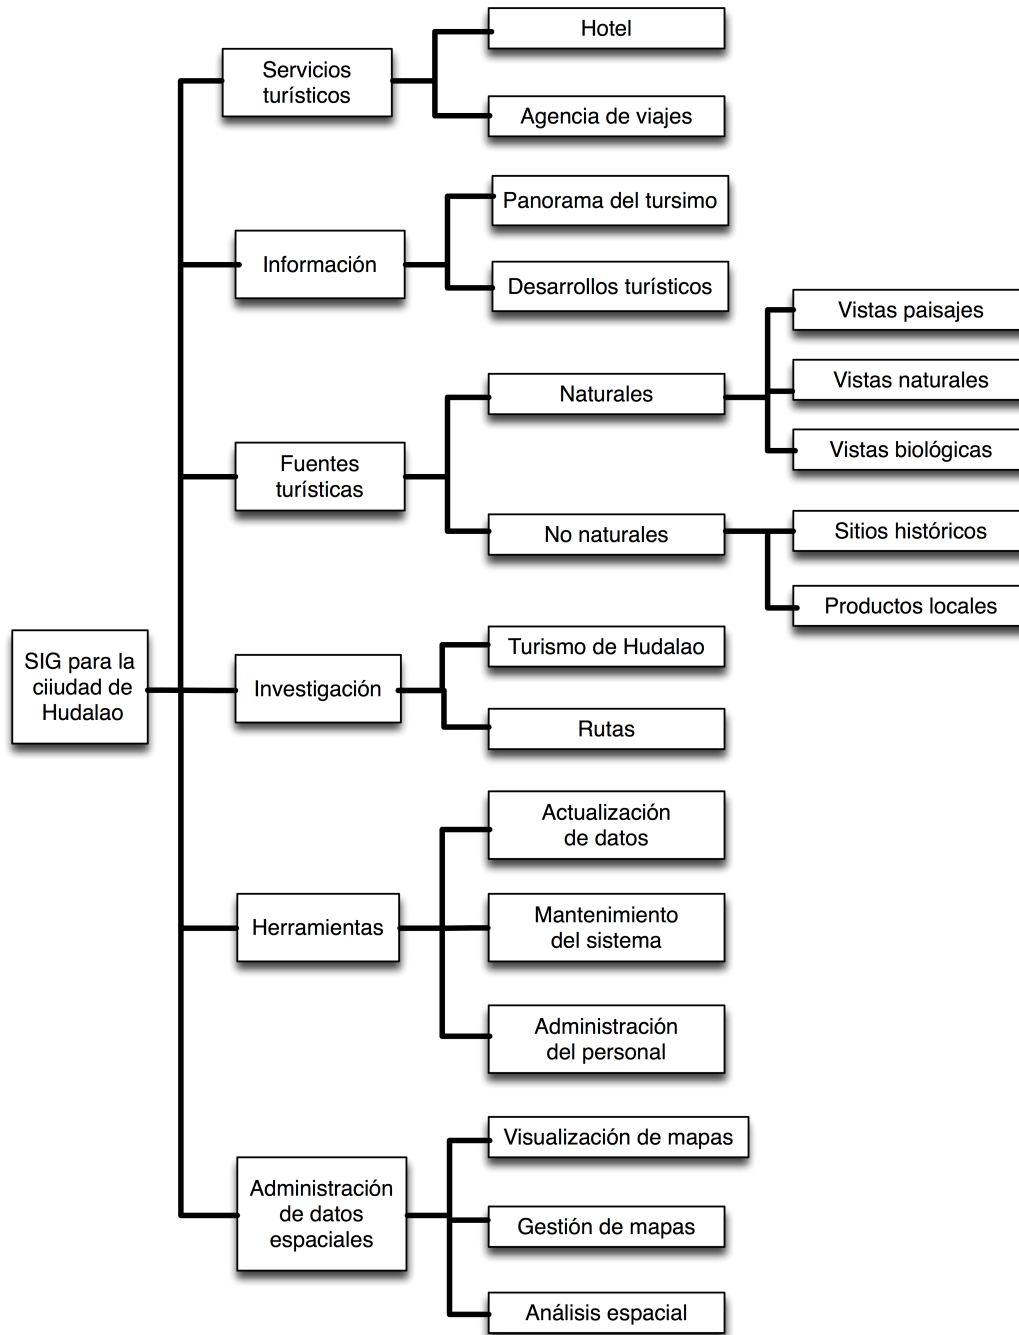 Hotel
Servicios
turísticos
Agencia de viajes
Panorama del tursimo
Información
Desarrollos turísticos
Vistas paisajes
Naturales
Vistas naturales
Vistas biológicas
Fuentes
turísticas
No naturales
Sitios históricos
Productos locales
SIG para la
ciiudad de
Hudalao
Turismo de Hudalao
Investigación
Rutas
Actualización
de datos
Herramientas
Mantenimiento
del sistema
Administración
del personal
Visualización de mapas
Administración
de datos
espaciales
Gestión de mapas
Análisis espacial